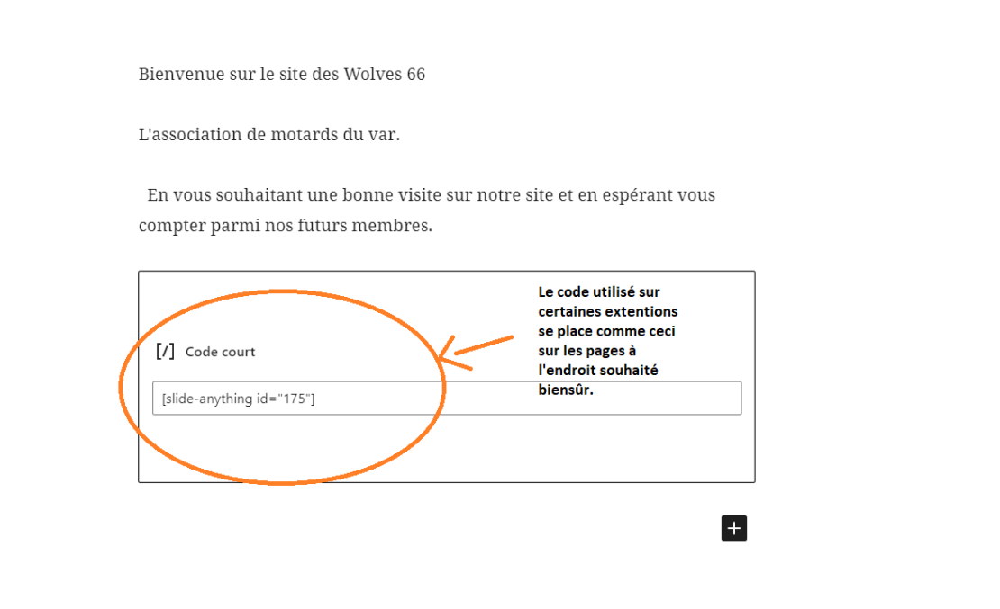 Bienvenue sur le site des Wolves 66
L'association de motards du var.
En vous souhaitant une bonne visite sur notre site et en espérant vous
compter parmi nos futurs membres.
Le code utilisé sur
certaines extentions
se place comme ceci
sur les pages à
l'endroit souhaité
biensûr.
[/] Code court
[slide-anything id="175"]